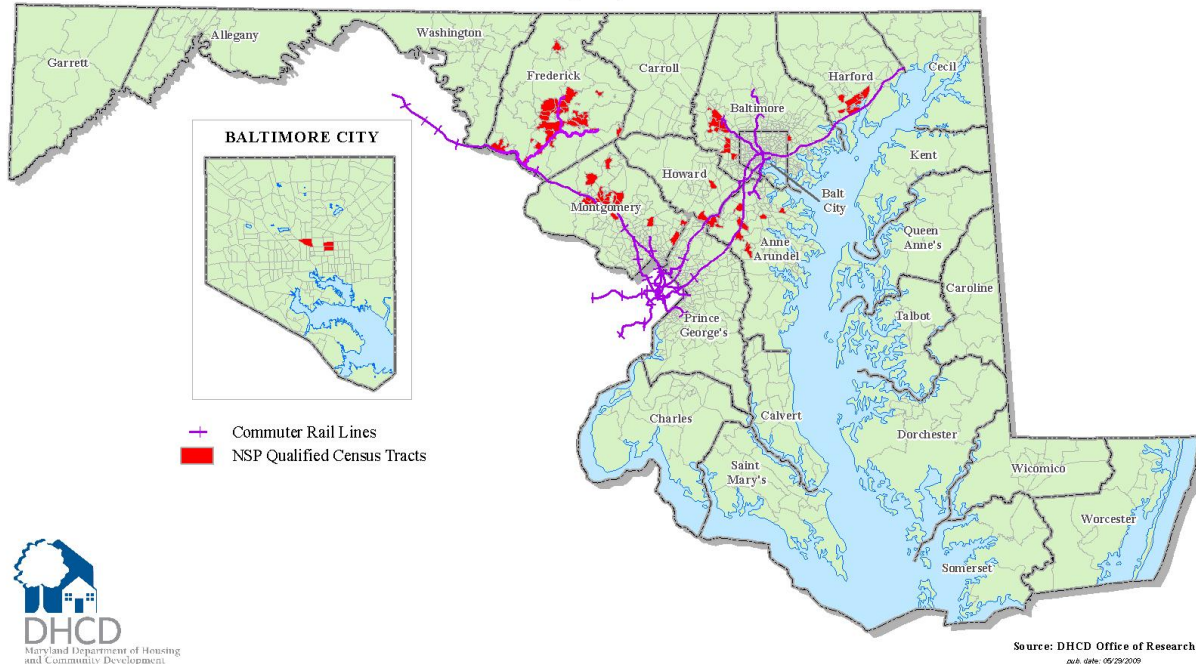 Garrett
Allegany
Washington
Frederick
Carroll
Baltimore
Harford
Cecil
Kent
Howard
Montgomery
Balt
City
Anne
Arundel
Queen
Anne's
Caroline
Talbot
Prince
George's
Charles
Calvert
Dorchester
Saint
Mary's
Wicomico
Worcester
Somerset
BALTIMORE CITY
Commuter Rail Lines
NSP Qualified Census Tracts
DHCD
Maryland Department of Housing
and Community Development
Source: DHCD Office of Research
pub. date: 05/29/2009